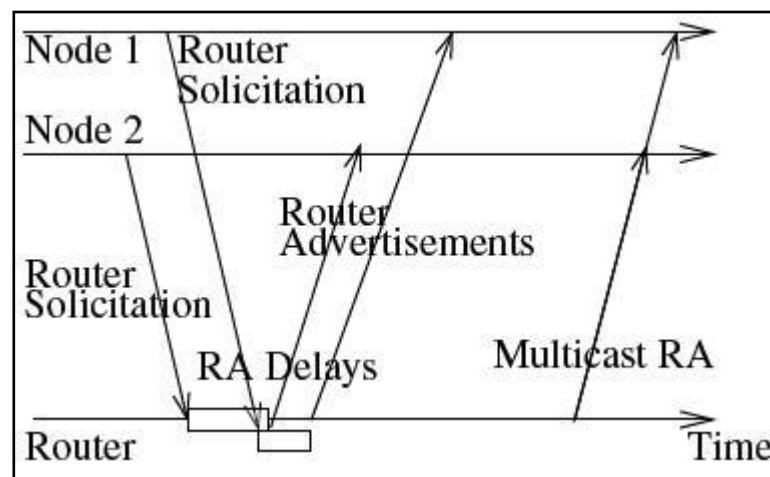 Node 1
Router
Solicitation
Node 2
Router
Advertisements
Router
Solicitation
RA Delays
Multicast RA
Router
Time